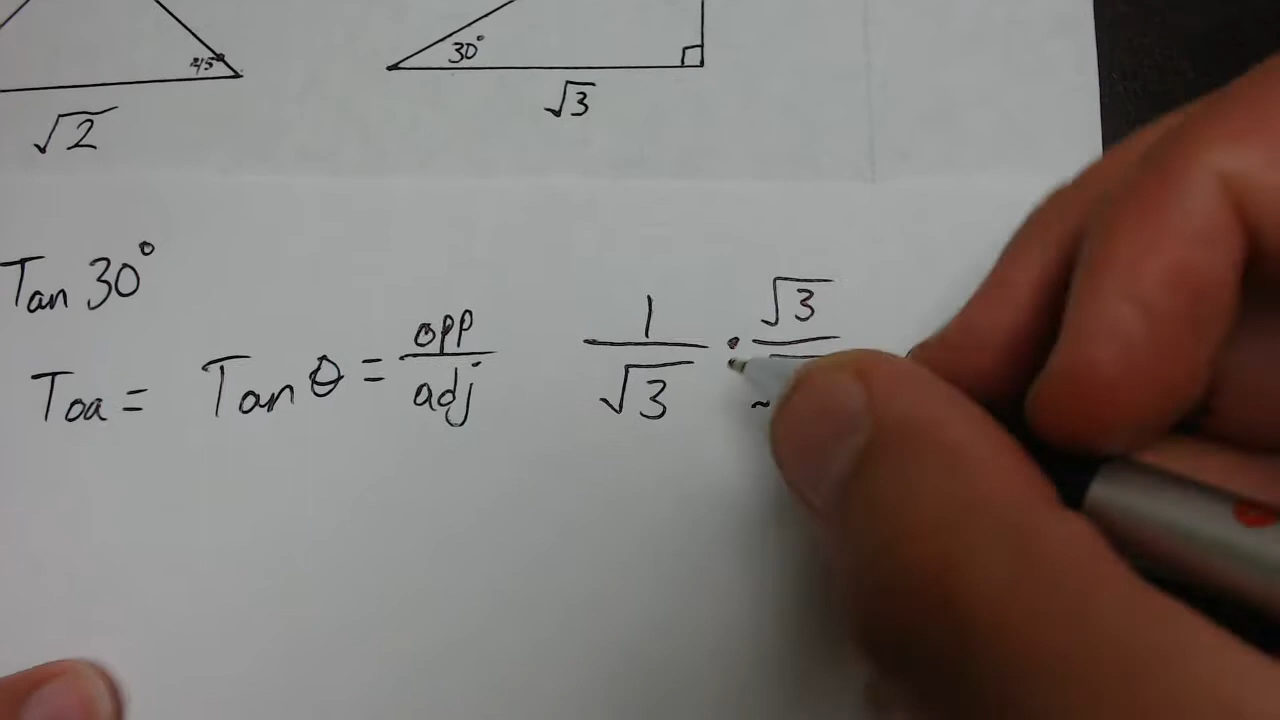 45°
30°
√2
√3
Tan 30°
Toa = Tan θ = opp/adj 1/√3 · √3/√